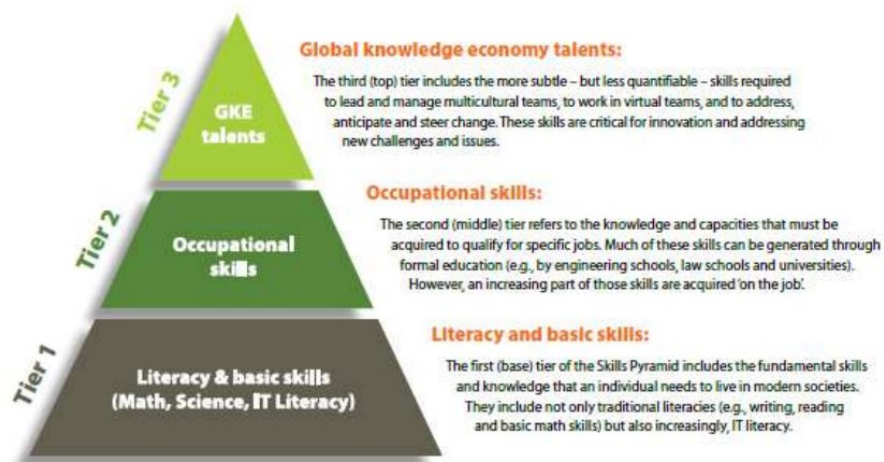 Global knowledge economy talents:
The third (top) tier includes the more subtle – but less quantifiable – skills required
to lead and manage multicultural teams, to work in virtual teams, and to address,
anticipate and steer change. These skills are critical for innovation and addressing
new challenges and issues.
Tier 3
GKE
talents
Occupational skills:
The second (middle) tier refers to the knowledge and capacities that must be
acquired to qualify for specific jobs. Much of these skills can be generated through
formal education (e.g., by engineering schools, law schools and universities).
However, an increasing part of those skills are acquired 'on the job'.
Tier 2
Occupational
skills
Literacy and basic skills:
The first (base) tier of the Skills Pyramid includes the fundamental skills
and knowledge that an individual needs to live in modern societies.
They include not only traditional literacies (e.g., writing, reading
and basic math skills) but also increasingly, IT literacy.
Tier 1
Literacy & basic skills
(Math, Science, IT Literacy)